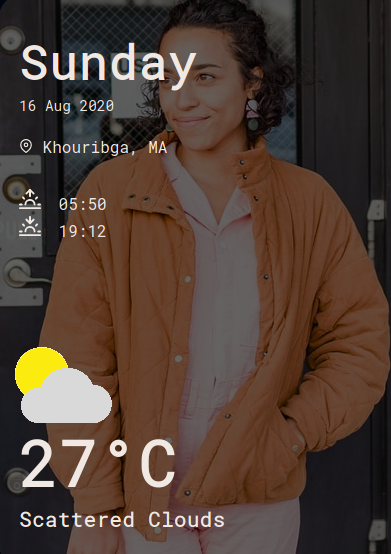 Sunday
16 Aug 2020
Khouribga, MA
05:50
19:12
27°C
Scattered Clouds